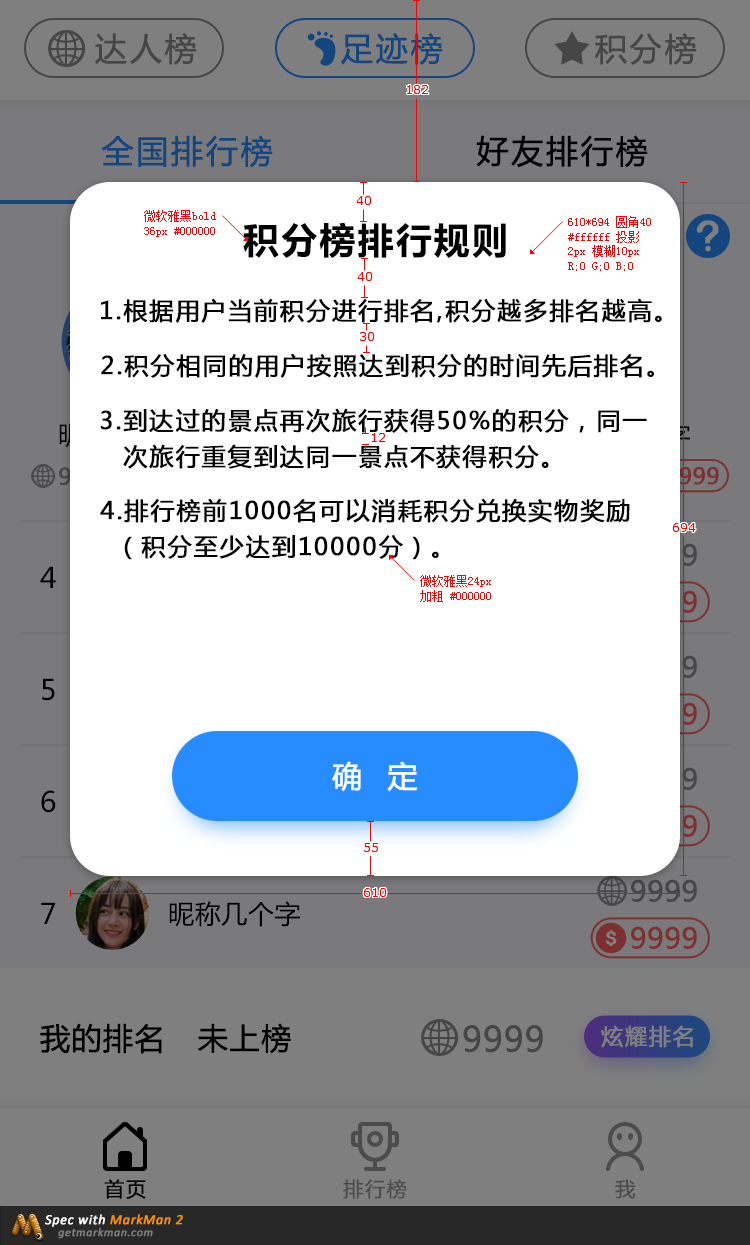 达人榜
足迹榜
积分榜
182
全国排行榜
好友排行榜
40
微软雅黑bold
36px #000000
积分榜排行规则
610*694 圆角40
#ffffff 投影
2px 模糊10px
R:0 G:0 B:0
?
40
1.根据用户当前积分进行排名,积分越多排名越高。
30
2.积分相同的用户按照达到积分的时间先后排名。
3.到达过的景点再次旅行获得50%的积分，同一
12
次旅行重复到达同一景点不获得积分。
4.排行榜前1000名可以消耗积分兑换实物奖励
694
（积分至少达到10000分）。
微软雅黑24px
加粗 #000000
4
5
6
确 定
55
610
7
昵称几个字
9999
$ 9999
我的排名
未上榜
9999
炫耀排名
首页
排行榜
我
Spec with MarkMan 2
getmarkman.com